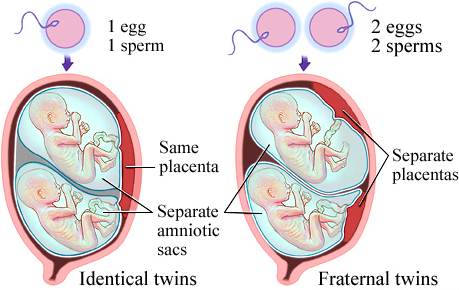 1 egg
1 sperm
2 eggs
2 sperms
Same
placenta
Separate
amniotic
sacs
Separate
placentas
Identical twins
Fraternal twins